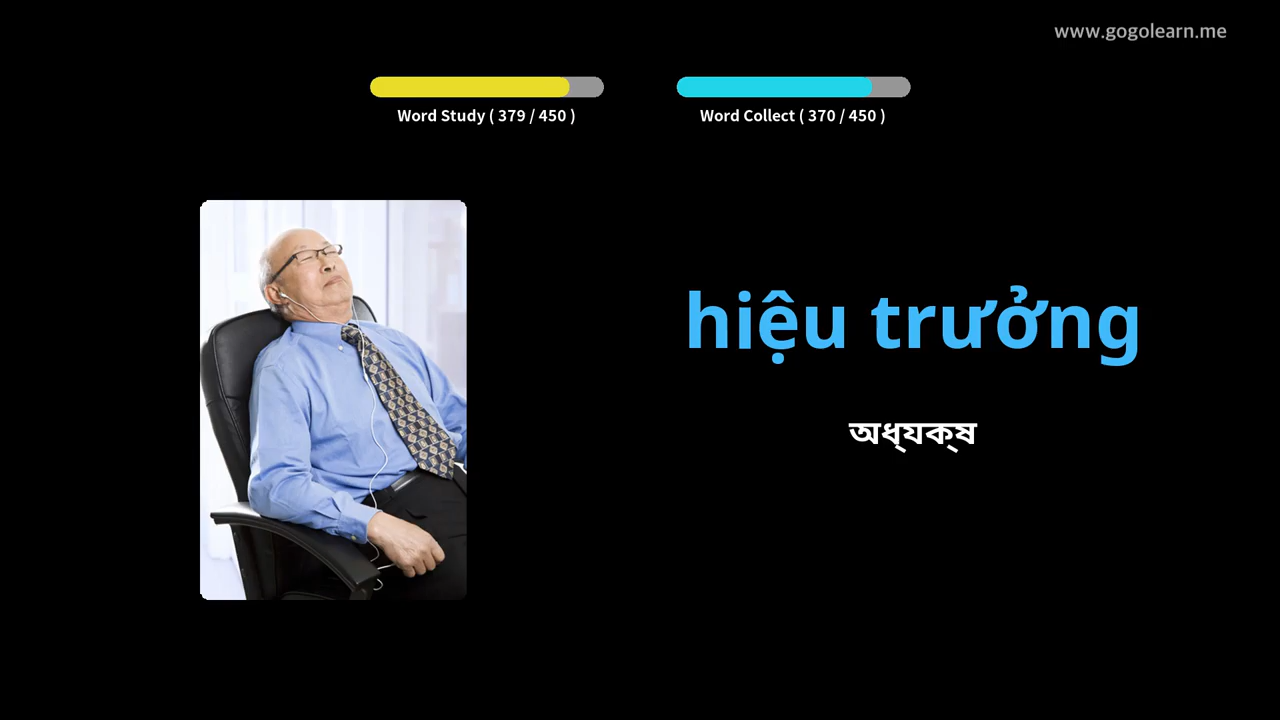 www.gogolearn.me
Word Study ( 379 / 450 )
Word Collect ( 370 / 450 )
hiệu trưởng
অধ্যক্ষ